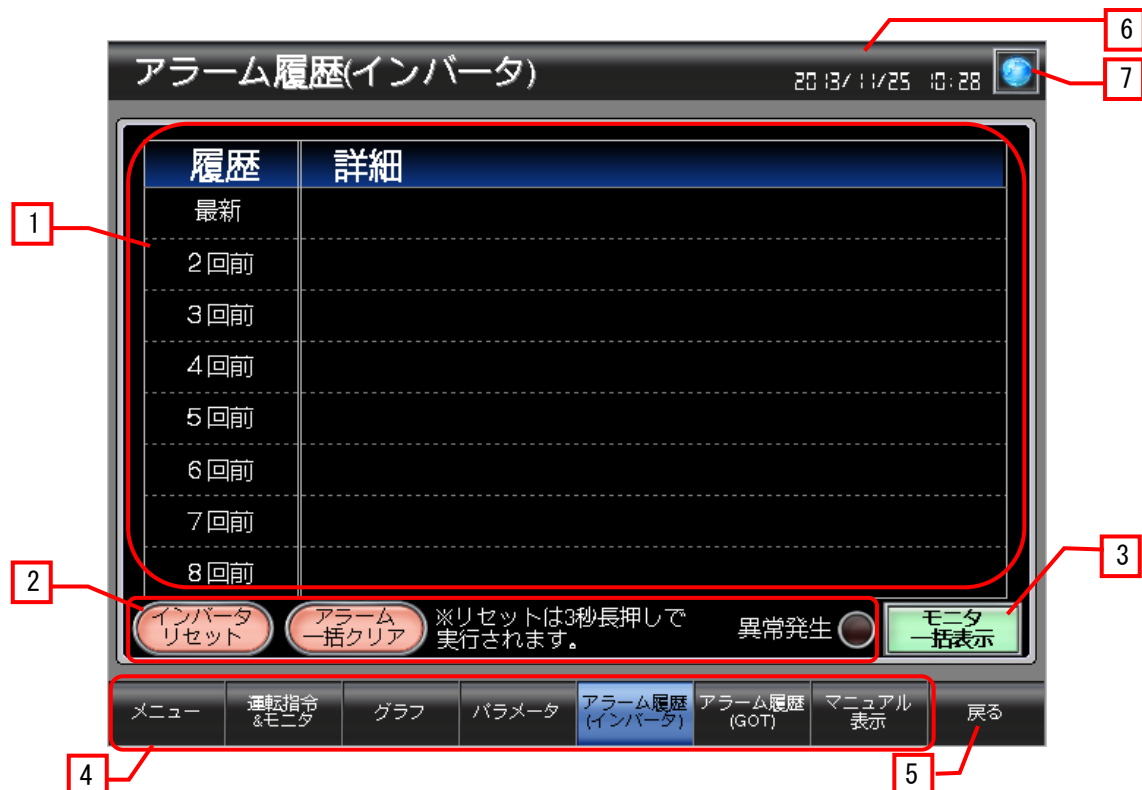 6
アラーム履歴(インバータ)
2013/11/25 10:28
7
履歴 詳細
1
最新
2回前
3回前
4回前
5回前
6回前
7回前
8回前
3
2
インバータ
リセット
アラーム
一括クリア
※リセットは3秒長押しで
実行されます。
異常発生
モニタ
一括表示
メニュー
運転指令
&モニタ
グラフ
パラメータ
アラーム履歴
(インバータ)
アラーム履歴
(GOT)
マニュアル
表示
戻る
4
5